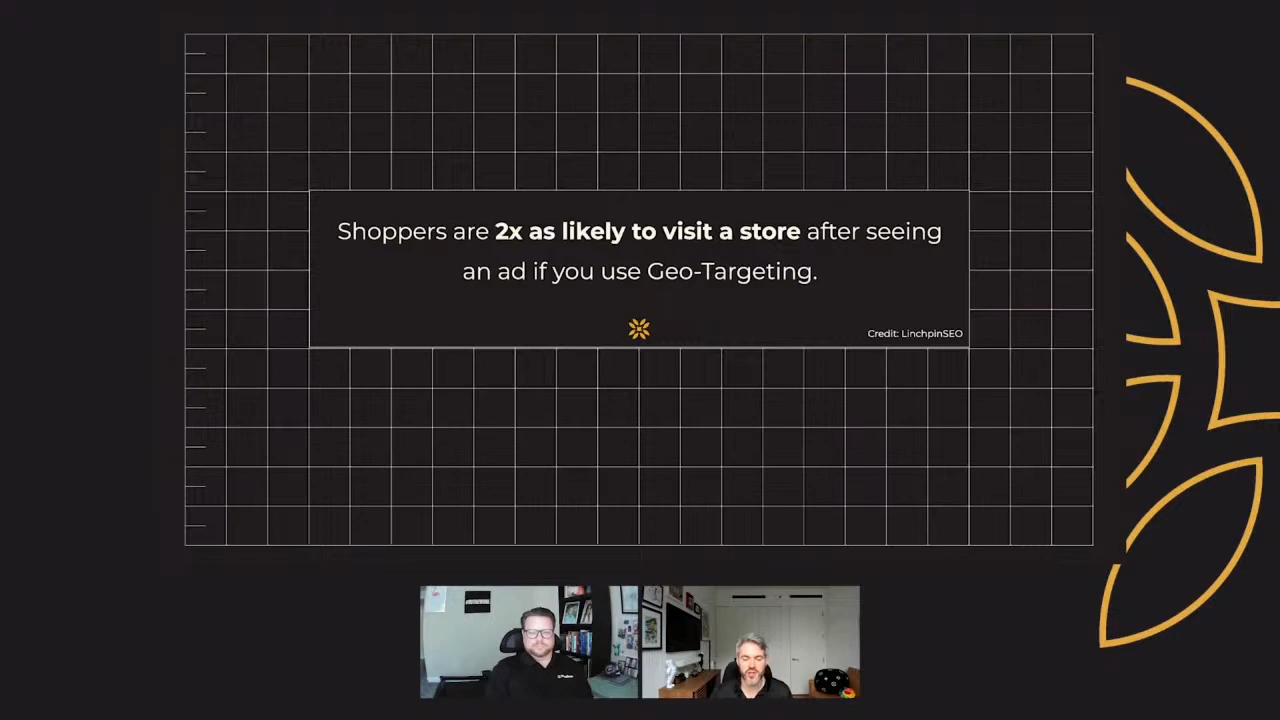 Shoppers are 2x as likely to visit a store after seeing
an ad if you use Geo-Targeting.
Credit: LinchpinSEO